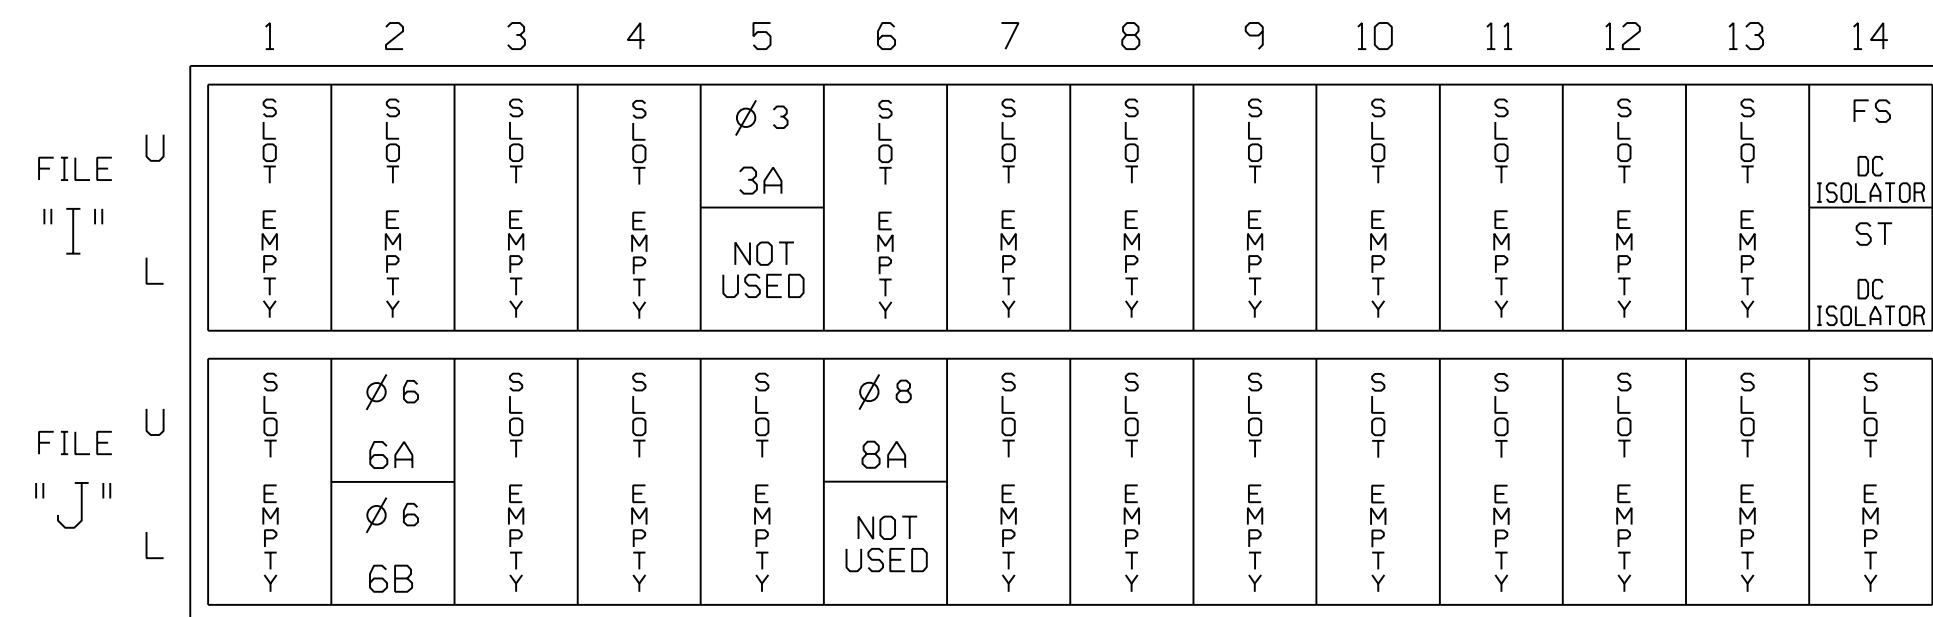 1 2 3 4 5 6 7 8 9 10 11 12 13 14
FILE "I"
U
L
SLOT EMPTY
SLOT EMPTY
SLOT EMPTY
SLOT EMPTY
Ø 3
3A
NOT
USED
SLOT EMPTY
SLOT EMPTY
SLOT EMPTY
SLOT EMPTY
SLOT EMPTY
SLOT EMPTY
SLOT EMPTY
SLOT EMPTY
FS
DC
ISOLATOR
ST
DC
ISOLATOR
FILE "J"
U
L
SLOT EMPTY
Ø 6
6A
Ø 6
6B
SLOT EMPTY
SLOT EMPTY
SLOT EMPTY
Ø 8
8A
NOT
USED
SLOT EMPTY
SLOT EMPTY
SLOT EMPTY
SLOT EMPTY
SLOT EMPTY
SLOT EMPTY
SLOT EMPTY
SLOT EMPTY